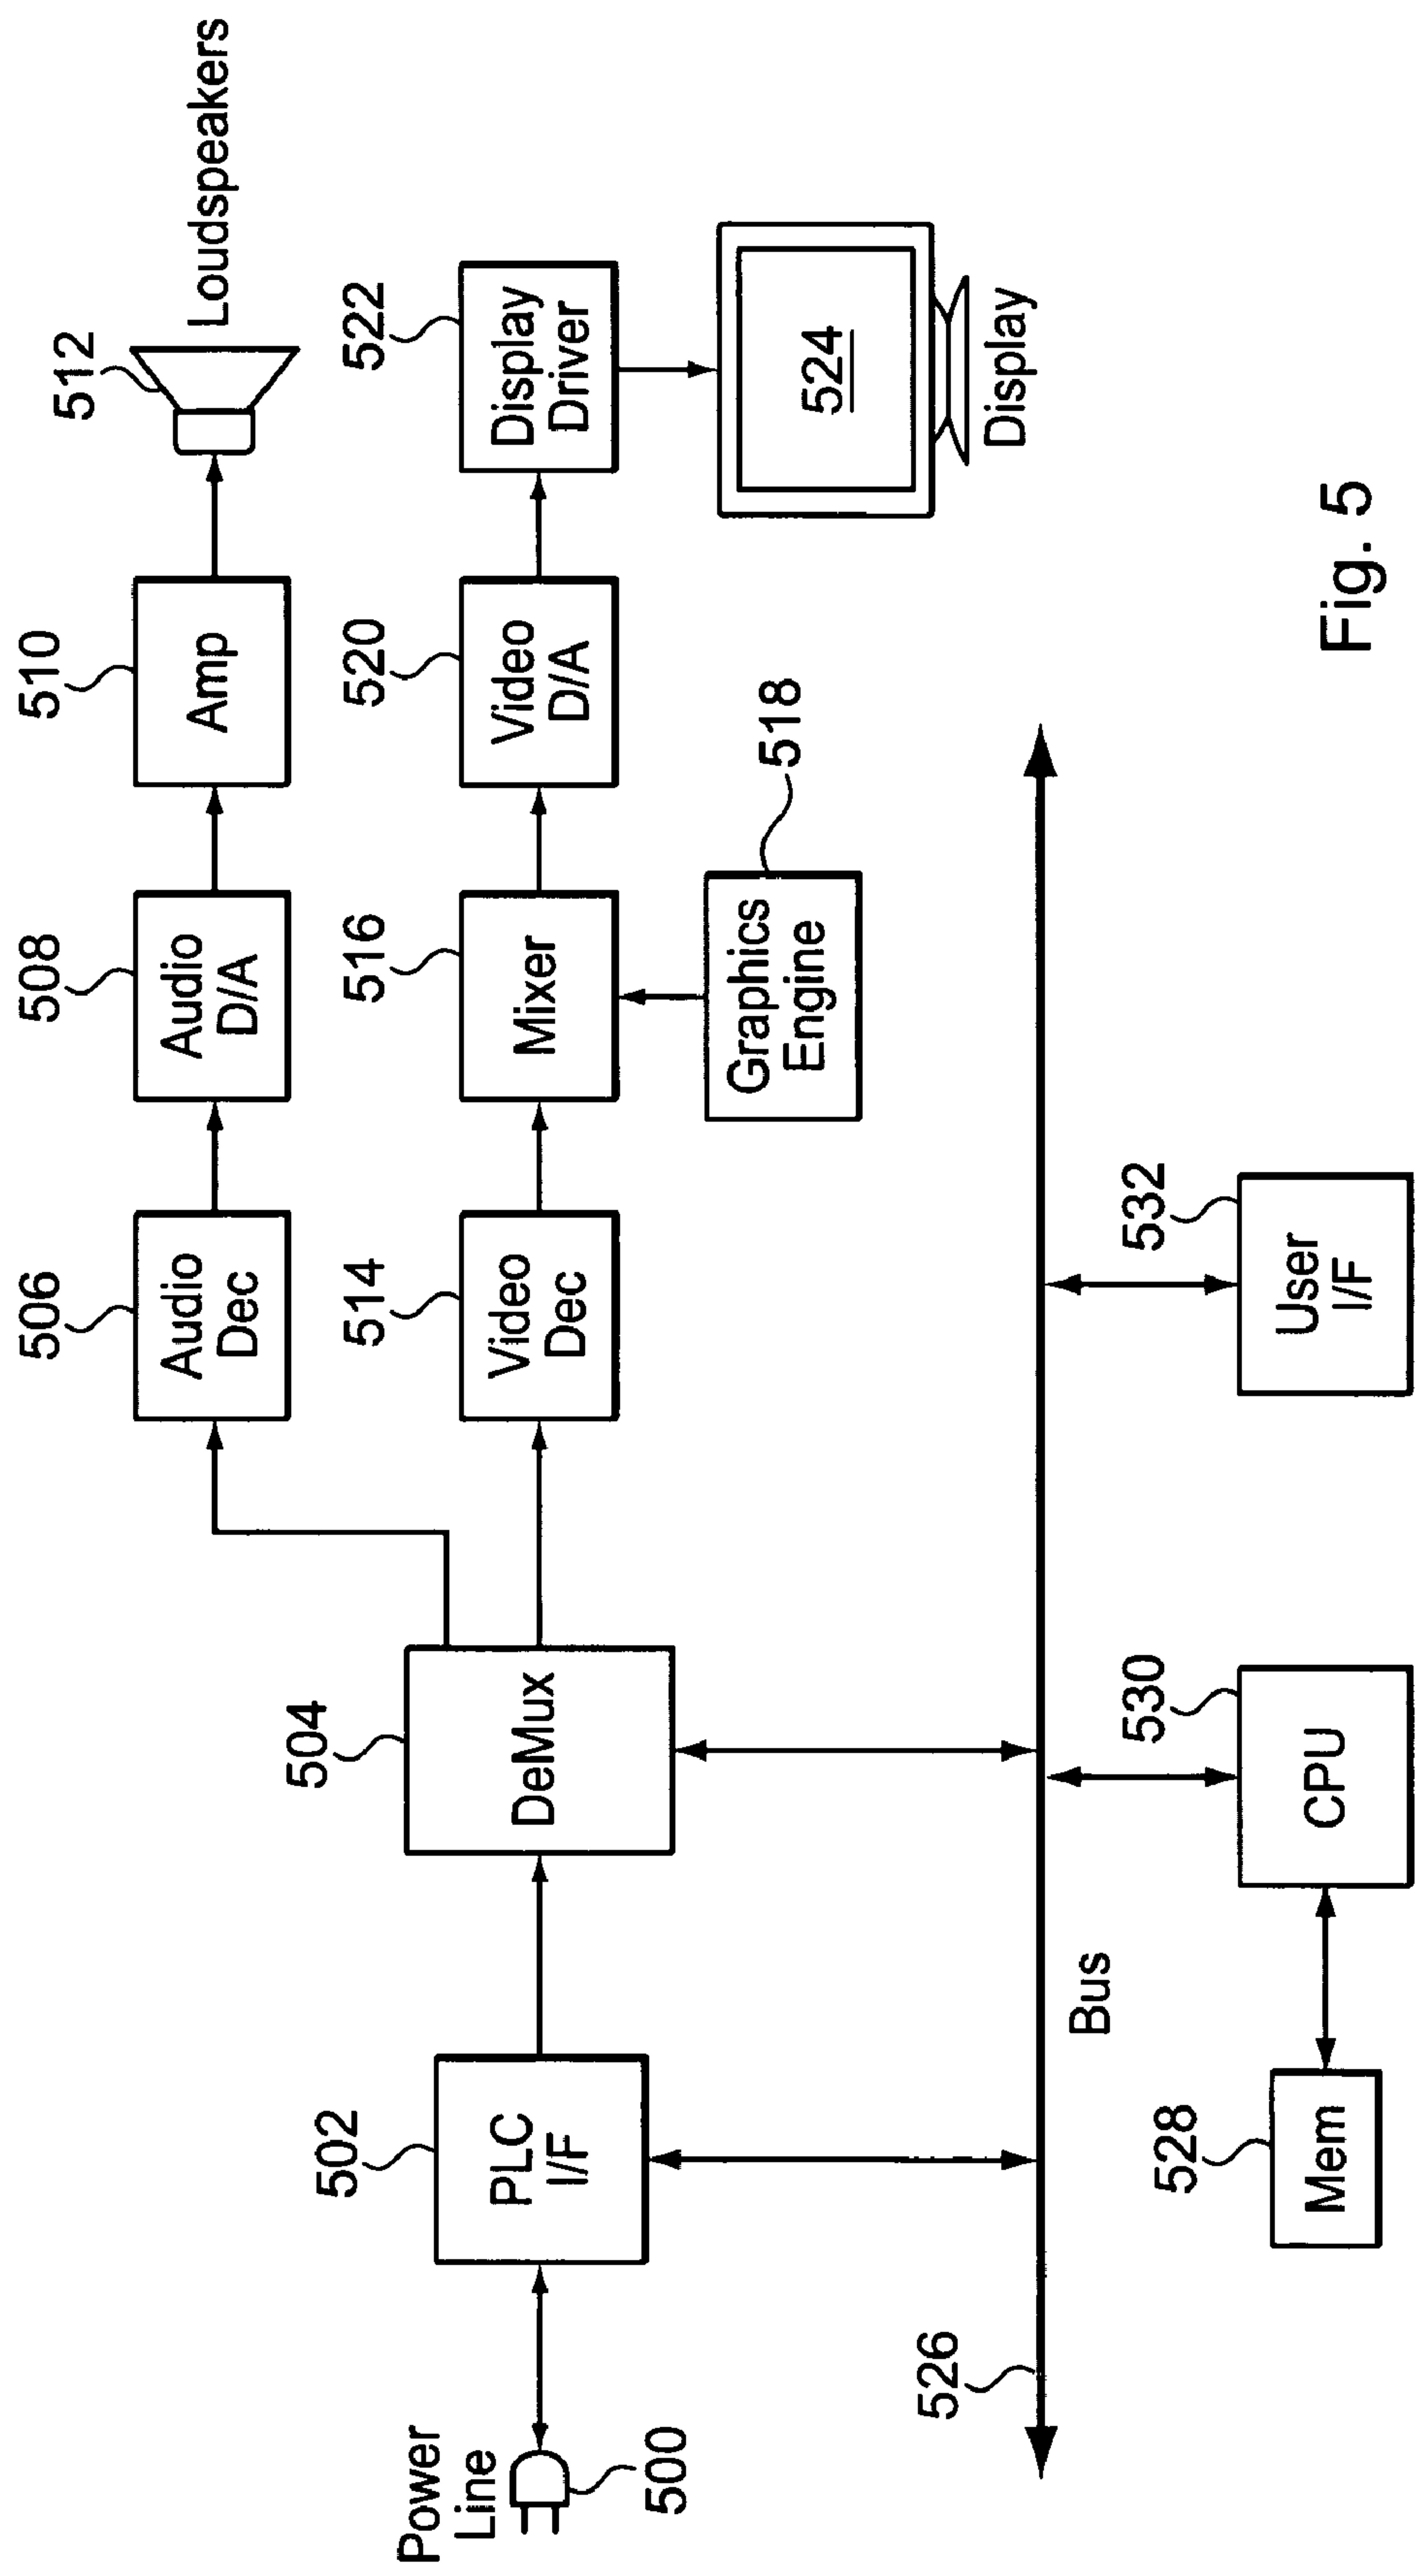 512
Loudspeakers
510
Amp
508
Audio
D/A
506
Audio
Dec
522
Display
Driver
520
Video
D/A
516
Mixer
514
Video
Dec
504
DeMux
502
PLC
I/F
Power
Line
500
518
Graphics
Engine
524
Display
526
Bus
532
User
I/F
530
CPU
528
Mem
Fig. 5